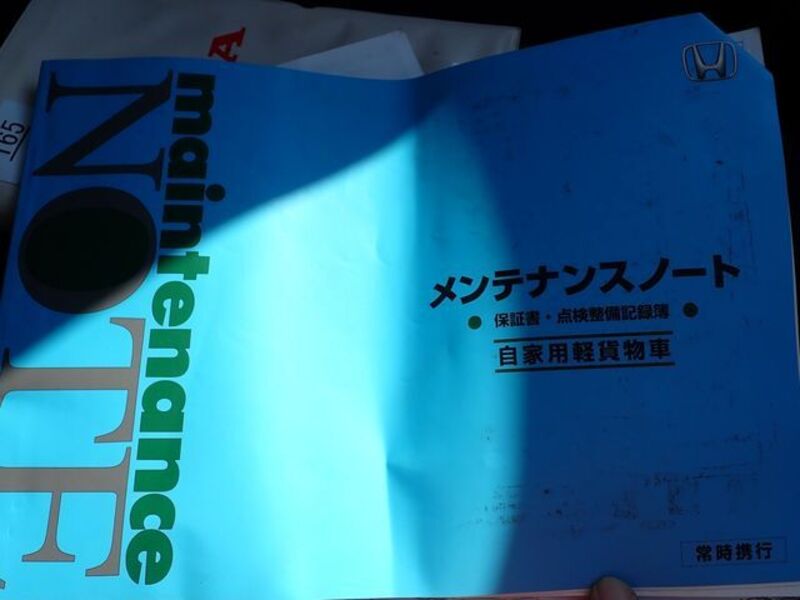 maintenance
NOTE
メンテナンスノート
● 保証書・点検整備記録簿 ●
自家用軽貨物車
常時携行
165